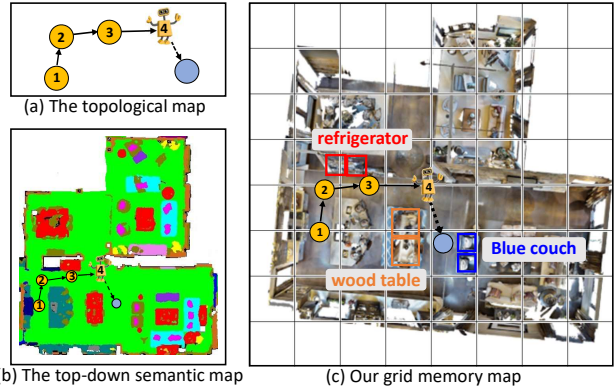 1
2
3
4
(a) The topological map
1
2
3
4
(b) The top-down semantic map
refrigerator
1
2
3
4
Blue couch
wood table
(c) Our grid memory map